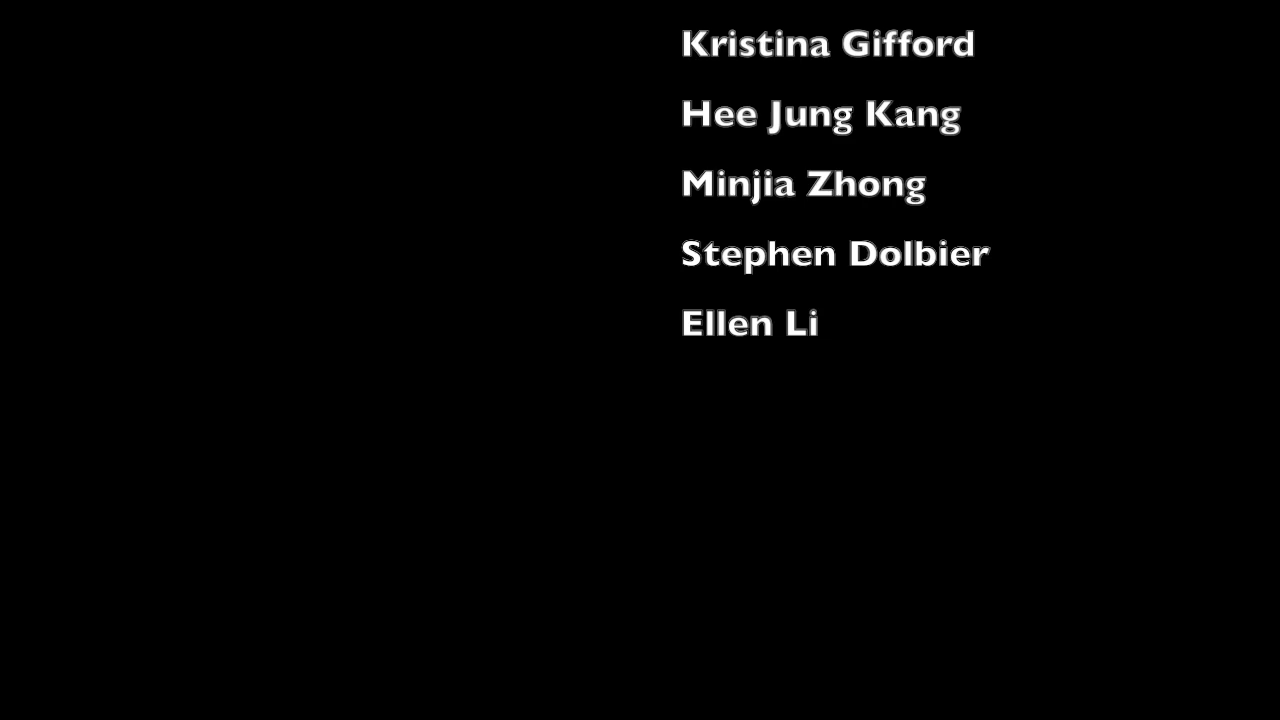 Kristina Gifford
Hee Jung Kang
Minjia Zhong
Stephen Dolbier
Ellen Li